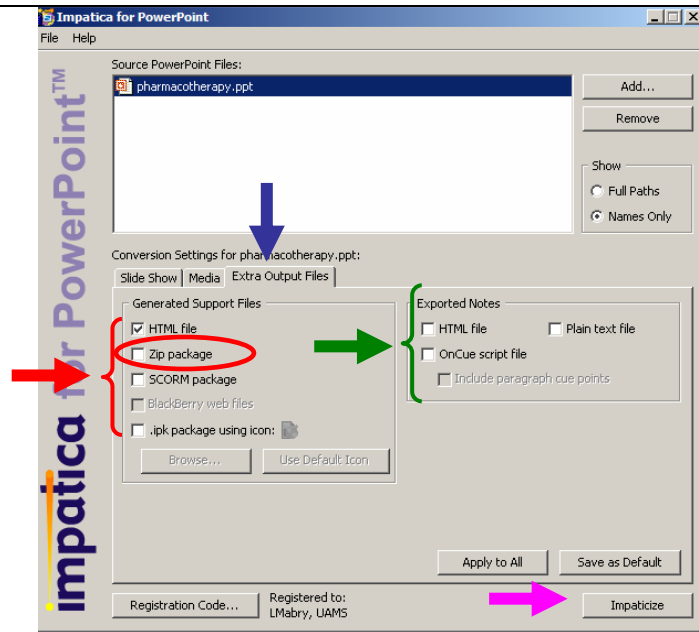 Impatica for PowerPoint
File Help
impatica for PowerPoint™
Source PowerPoint Files:
pharmacotherapy.ppt
Add...
Remove
Show
Full Paths
Names Only
Conversion Settings for pharmacotherapy.ppt:
Slide Show Media Extra Output Files
Generated Support Files
HTML file
Zip package
SCORM package
BlackBerry web files
.ipk package using icon:
Browse... Use Default Icon
Exported Notes
HTML file Plain text file
OnCue script file
Include paragraph cue points
Apply to All Save as Default
Registration Code...
Registered to:
LMabry, UAMS
Impaticize